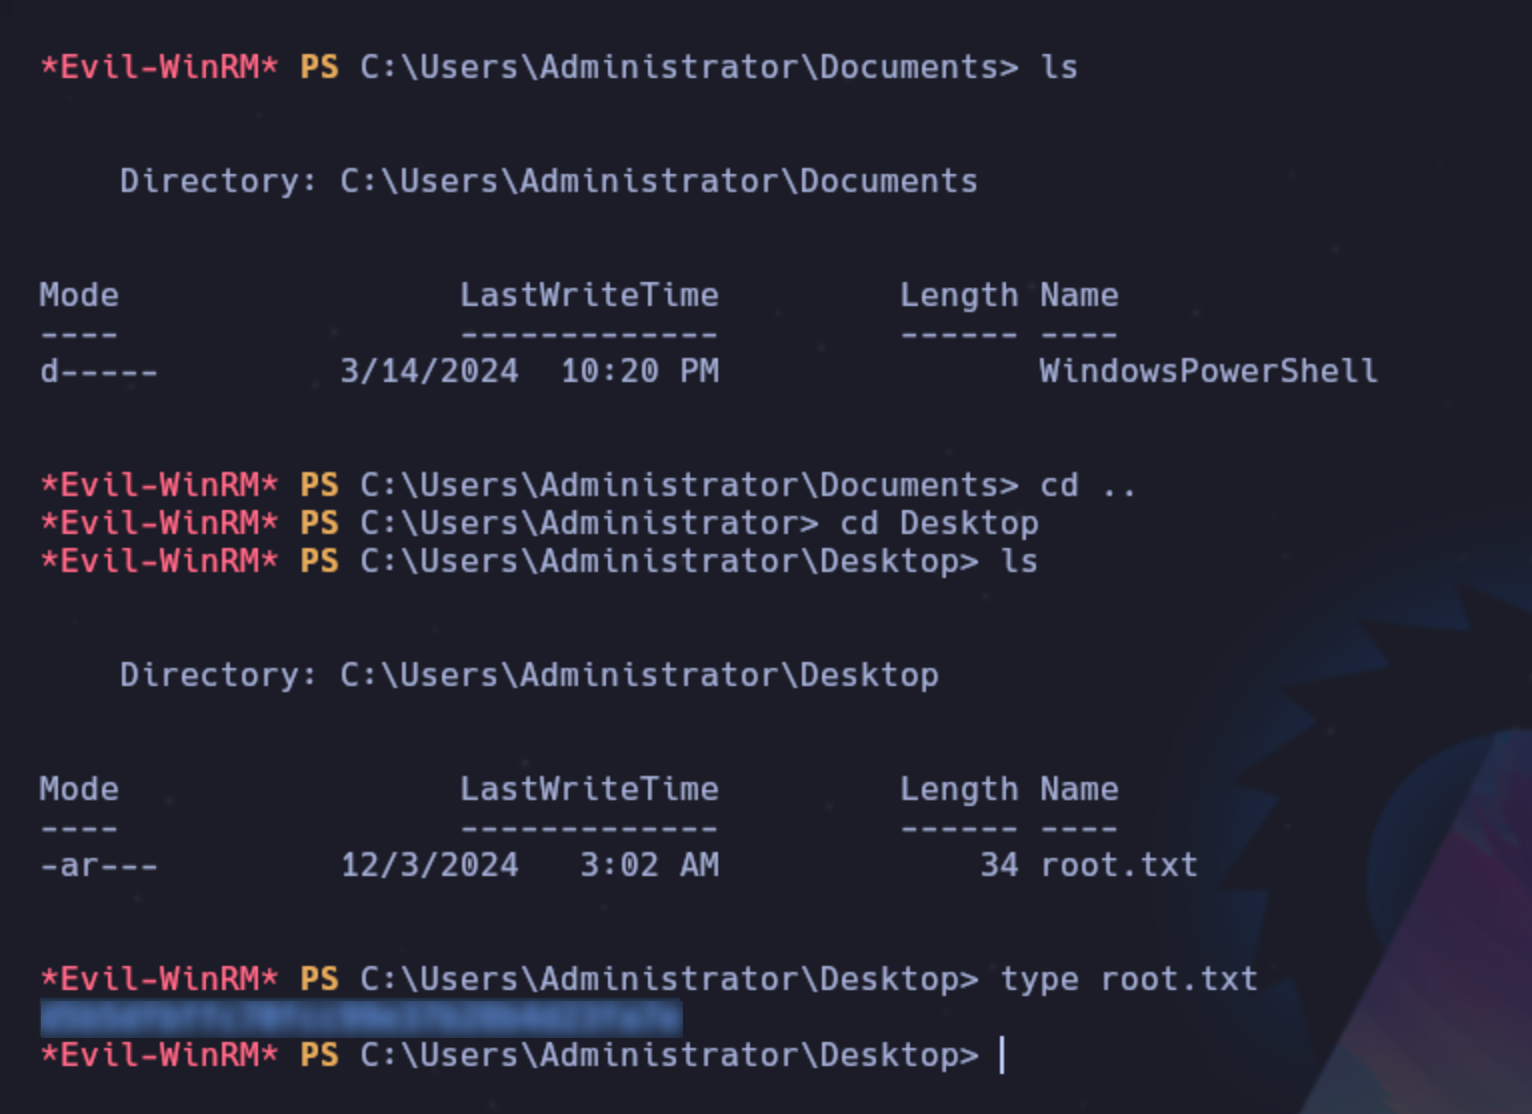 *Evil-WinRM* PS C:\Users\Administrator\Documents> ls
Directory: C:\Users\Administrator\Documents
Mode                 LastWriteTime         Length Name
----                 -------------         ------ ----
d-----         3/14/2024  10:20 PM                WindowsPowerShell
*Evil-WinRM* PS C:\Users\Administrator\Documents> cd ..
*Evil-WinRM* PS C:\Users\Administrator> cd Desktop
*Evil-WinRM* PS C:\Users\Administrator\Desktop> ls
Directory: C:\Users\Administrator\Desktop
Mode                 LastWriteTime         Length Name
----                 -------------         ------ ----
-ar---         12/3/2024   3:02 AM             34 root.txt
*Evil-WinRM* PS C:\Users\Administrator\Desktop> type root.txt
*Evil-WinRM* PS C:\Users\Administrator\Desktop>